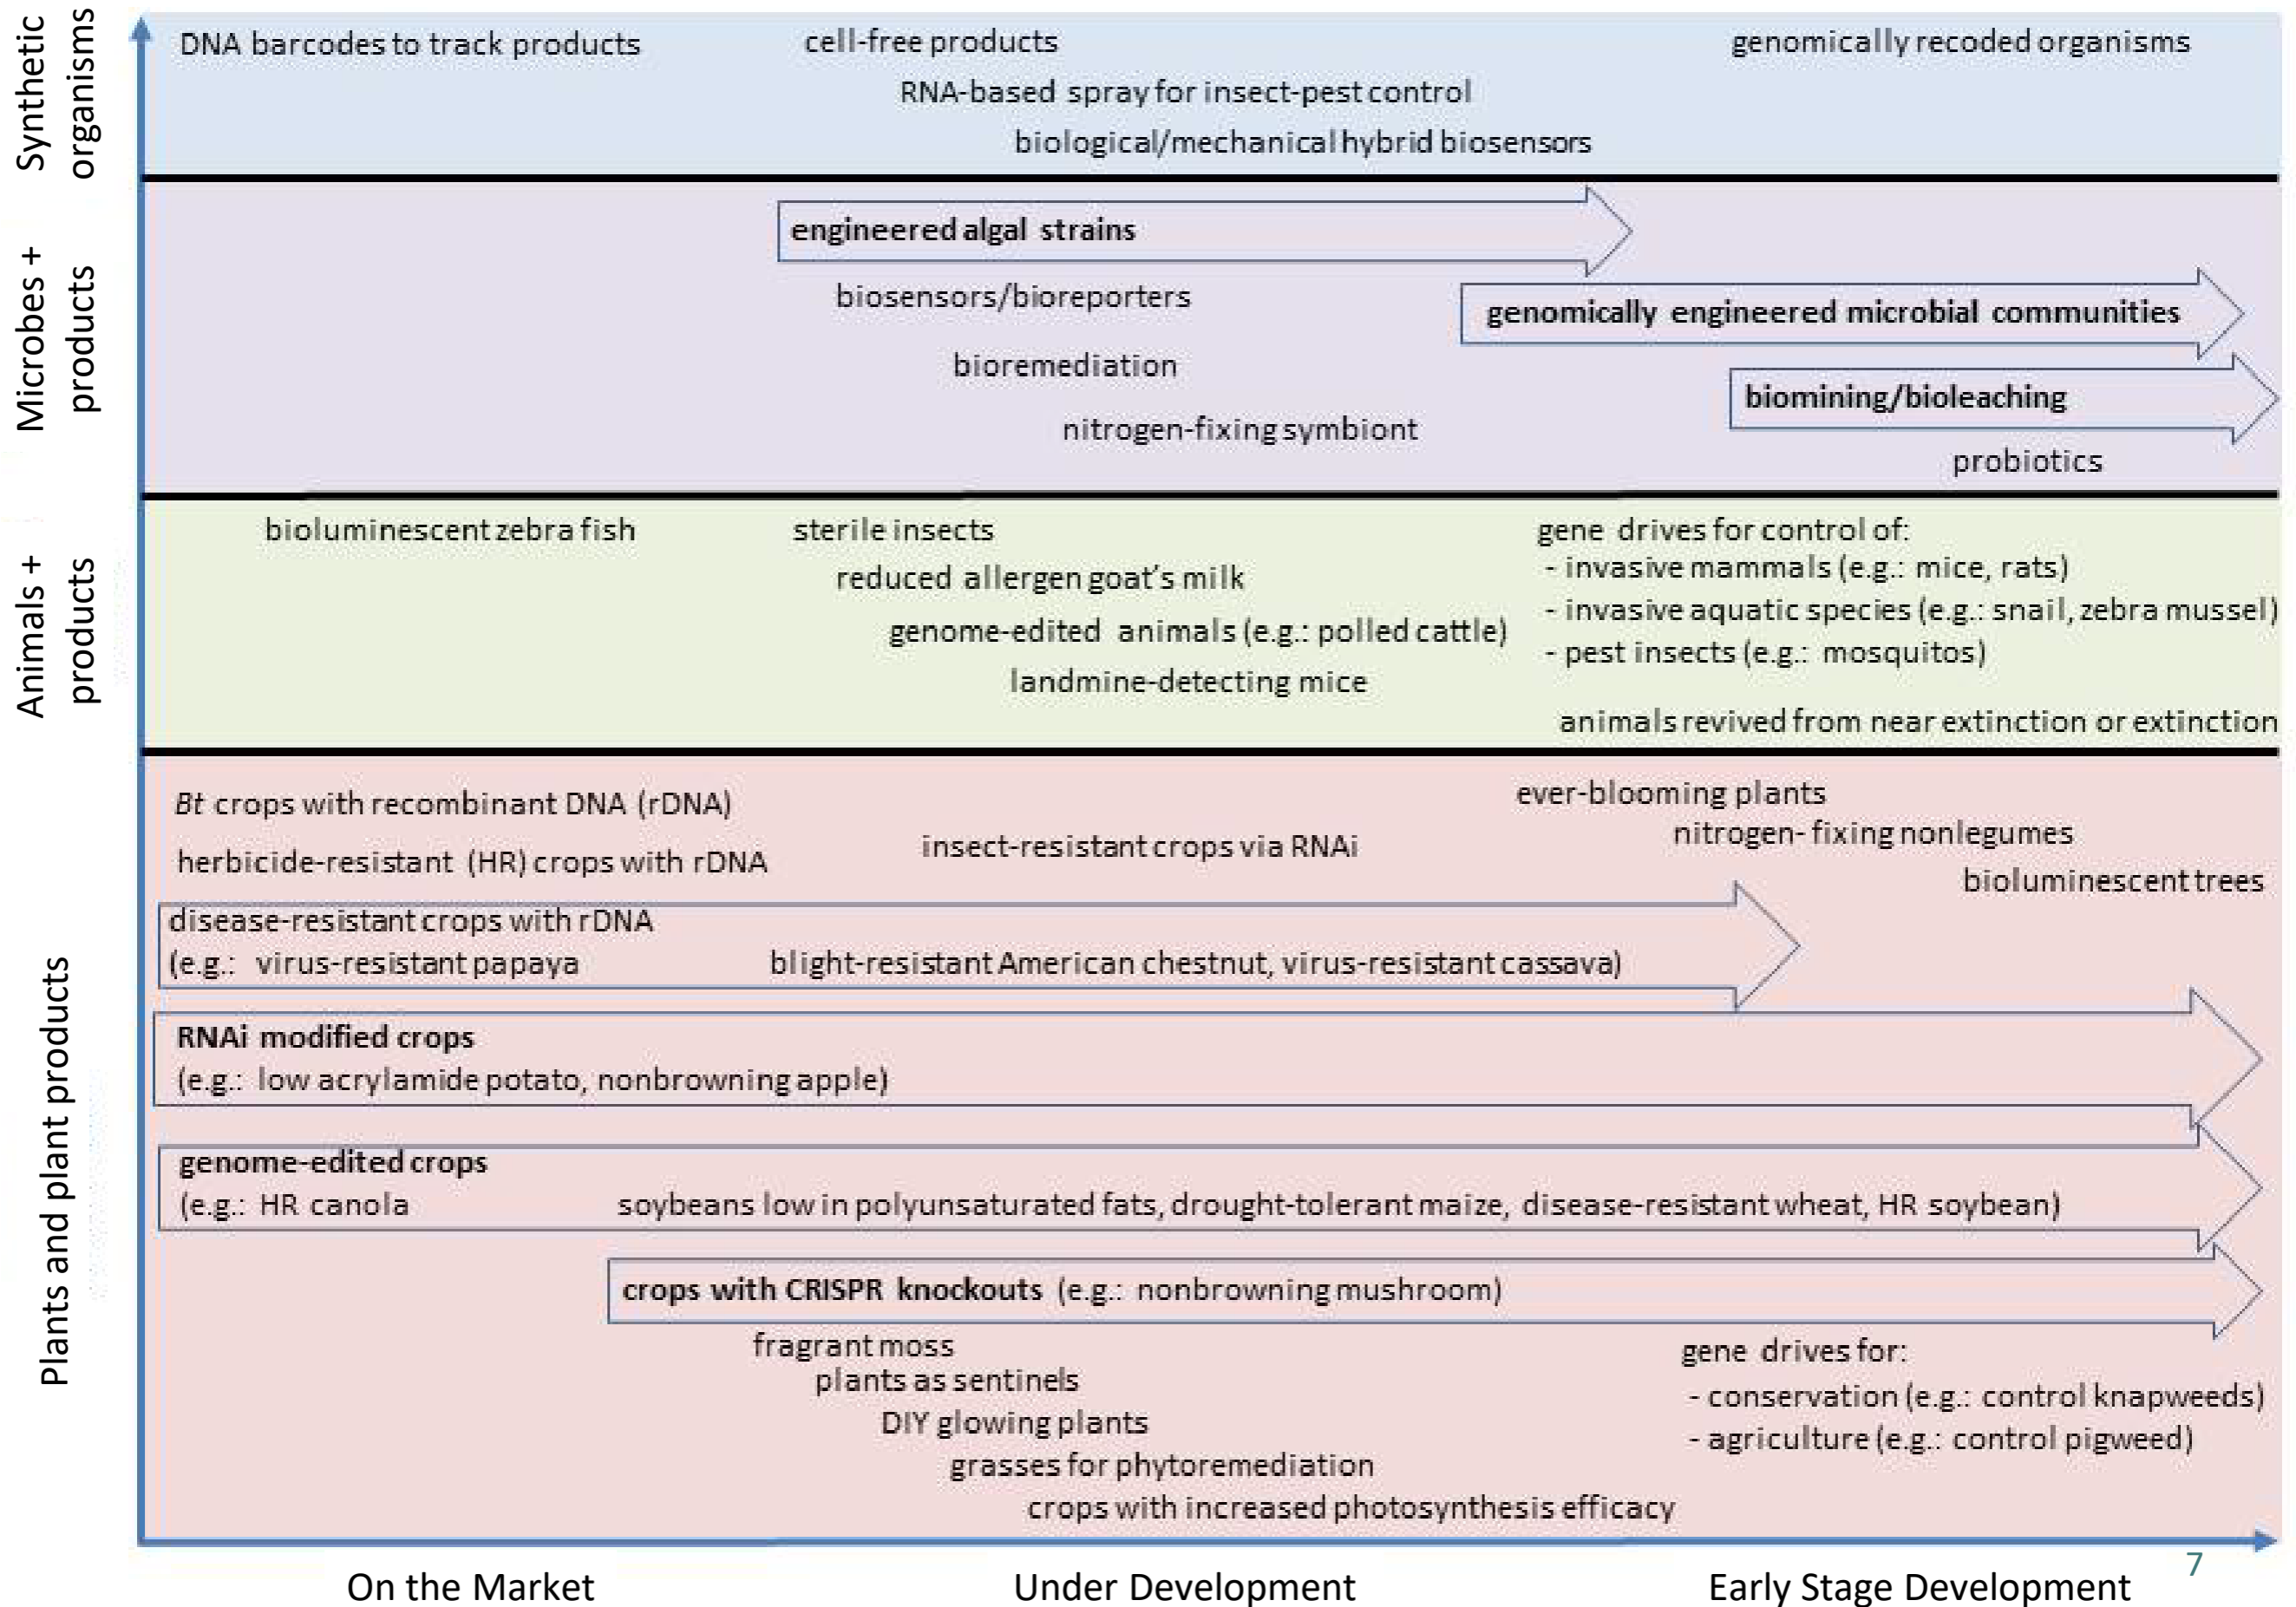 Synthetic
organisms
DNA barcodes to track products
cell-free products
genomically recoded organisms
RNA-based spray for insect-pest control
biological/mechanical hybrid biosensors
Microbes +
products
engineered algal strains
biosensors/bioreporters
genomically engineered microbial communities
bioremediation
biomining/bioleaching
nitrogen-fixing symbiont
probiotics
Animals +
products
bioluminescent zebra fish
sterile insects
reduced allergen goat's milk
genome-edited animals (e.g.: polled cattle)
landmine-detecting mice
gene drives for control of:
- invasive mammals (e.g.: mice, rats)
- invasive aquatic species (e.g.: snail, zebra mussel)
- pest insects (e.g.: mosquitos)
animals revived from near extinction or extinction
Plants and plant products
Bt crops with recombinant DNA (rDNA)
herbicide-resistant (HR) crops with rDNA
insect-resistant crops via RNAi
ever-blooming plants
nitrogen- fixing nonlegumes
bioluminescent trees
disease-resistant crops with rDNA
(e.g.: virus-resistant papaya blight-resistant American chestnut, virus-resistant cassava)
RNAi modified crops
(e.g.: low acrylamide potato, nonbrowning apple)
genome-edited crops
(e.g.: HR canola soybeans low in polyunsaturated fats, drought-tolerant maize, disease-resistant wheat, HR soybean)
crops with CRISPR knockouts (e.g.: nonbrowning mushroom)
fragrant moss
plants as sentinels
DIY glowing plants
grasses for phytoremediation
crops with increased photosynthesis efficacy
gene drives for:
- conservation (e.g.: control knapweeds)
- agriculture (e.g.: control pigweed)
On the Market
Under Development
Early Stage Development
7